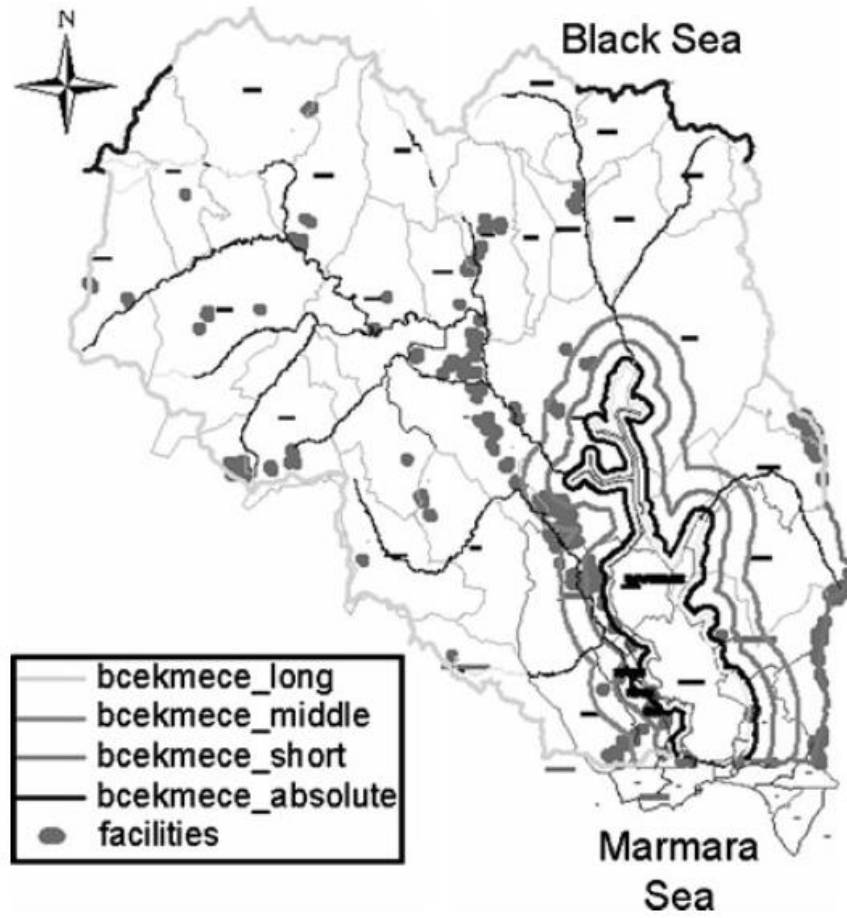 N
Black Sea
bcekmece_long
bcekmece_middle
bcekmece_short
bcekmece_absolute
facilities
Marmara
Sea